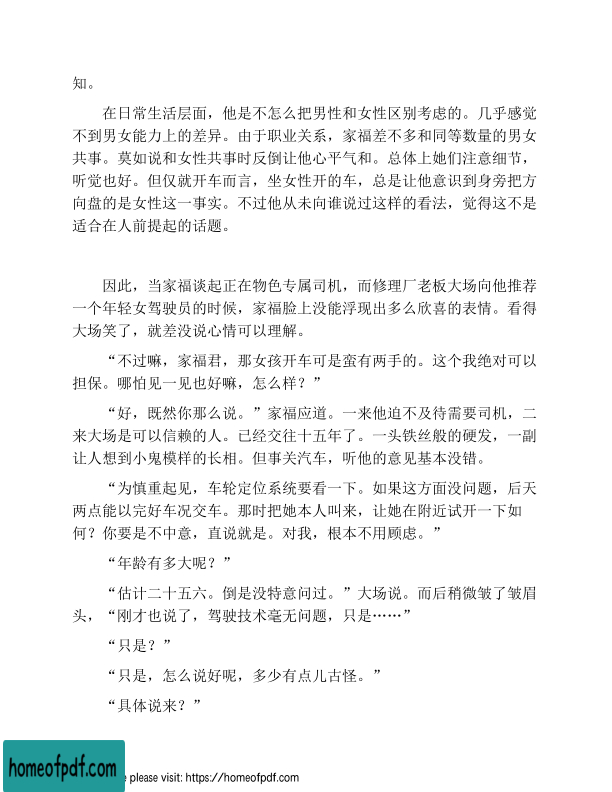 知。
在日常生活层面，他是不怎么把男性和女性区别考虑的。几乎感觉
不到男女能力上的差异。由于职业关系，家福差不多和同等数量的男女
共事。莫如说和女性共事时反倒让他心平气和。总体上她们注意细节，
听觉也好。但仅就开车而言，坐女性开的车，总是让他意识到身旁把方
向盘的是女性这一事实。不过他从未向谁说过这样的看法，觉得这不是
适合在人前提起的话题。
因此，当家福谈起正在物色专属司机，而修理厂老板大场向他推荐
一个年轻女驾驶员的时候，家福脸上没能浮现出多么欣喜的表情。看得
大场笑了，就差没说心情可以理解。
“不过嘛，家福君，那女孩开车可是蛮有两手的。这个我绝对可以
担保。哪怕见一见也好嘛，怎么样？”
“好，既然你那么说。”家福应道。一来他迫不及待需要司机，二
来大场是可以信赖的人。已经交往十五年了。一头铁丝般的硬发，一副
让人想到小鬼模样的长相。但事关汽车，听他的意见基本没错。
“为慎重起见，车轮定位系统要看一下。如果这方面没问题，后天
两点能以完好车况交车。那时把她本人叫来，让她在附近试开一下如
何？你要是不中意，直说就是。对我，根本不用顾虑。”
“年龄有多大呢？”
“估计二十五六。倒是没特意问过。”大场说。而后稍微皱了皱眉
头，“刚才也说了，驾驶技术毫无问题，只是……”
“只是？”
“只是，怎么说好呢，多少有点儿古怪。”
“具体说来？”
homeofpdf.com
e please visit: https://homeofpdf.com